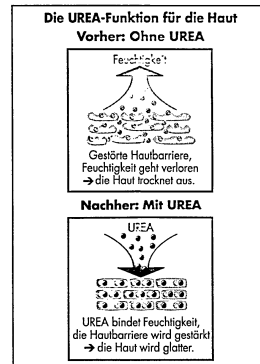 Die UREA-Funktion für die Haut
Vorher: Ohne UREA
Feuchtigkeit
Gestörte Hautbarriere,
Feuchtigkeit geht verloren
→ die Haut trocknet aus.
Nachher: Mit UREA
UREA
UREA bindet Feuchtigkeit,
die Hautbarriere wird gestärkt
→ die Haut wird glatter.